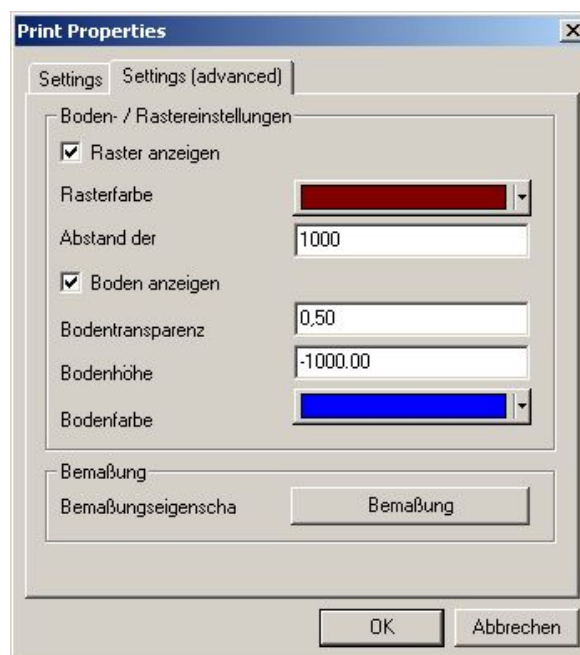 Print Properties
Settings Settings (advanced)
Boden- / Rastereinstellungen
Raster anzeigen
Rasterfarbe
Abstand der 1000
Boden anzeigen
Bodentransparenz 0,50
Bodenhöhe -1000.00
Bodenfarbe
Bemaßung
Bemaßungseigenscha Bemaßung
OK Abbrechen